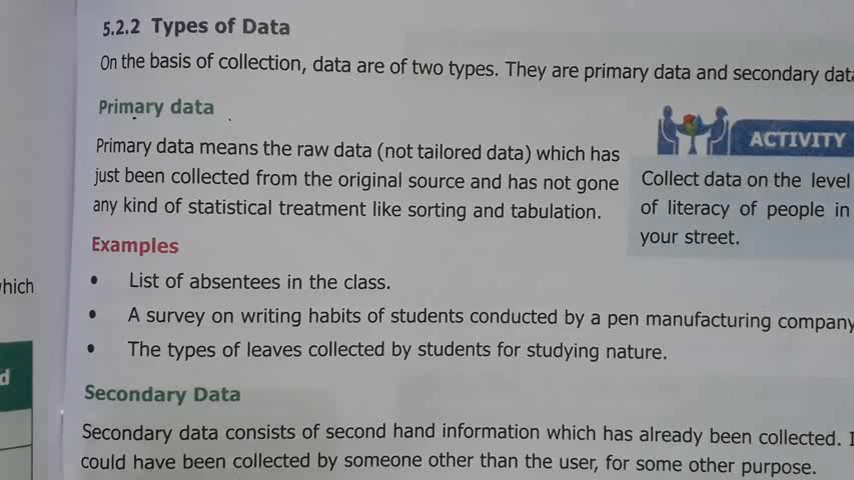 5.2.2 Types of Data
On the basis of collection, data are of two types. They are primary data and secondary data
Primary data
Primary data means the raw data (not tailored data) which has
just been collected from the original source and has not gone
any kind of statistical treatment like sorting and tabulation.
ACTIVITY
Collect data on the level
of literacy of people in
your street.
Examples
• List of absentees in the class.
• A survey on writing habits of students conducted by a pen manufacturing company
• The types of leaves collected by students for studying nature.
Secondary Data
Secondary data consists of second hand information which has already been collected.
could have been collected by someone other than the user, for some other purpose.